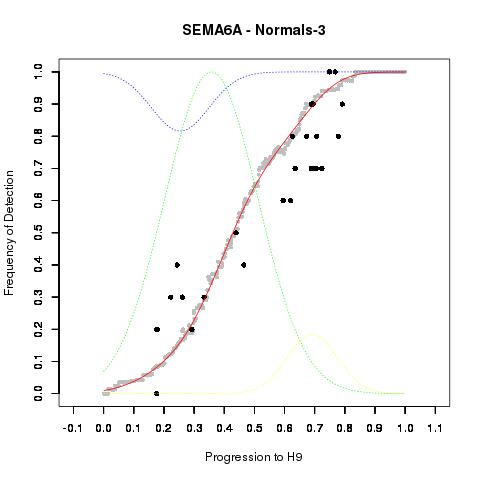 SEMA6A - Normals-3
Frequency of Detection
1.0
0.9
0.8
0.7
0.6
0.5
0.4
0.3
0.2
0.1
0.0
-0.1 0.0 0.1 0.2 0.3 0.4 0.5 0.6 0.7 0.8 0.9 1.0 1.1
Progression to H9